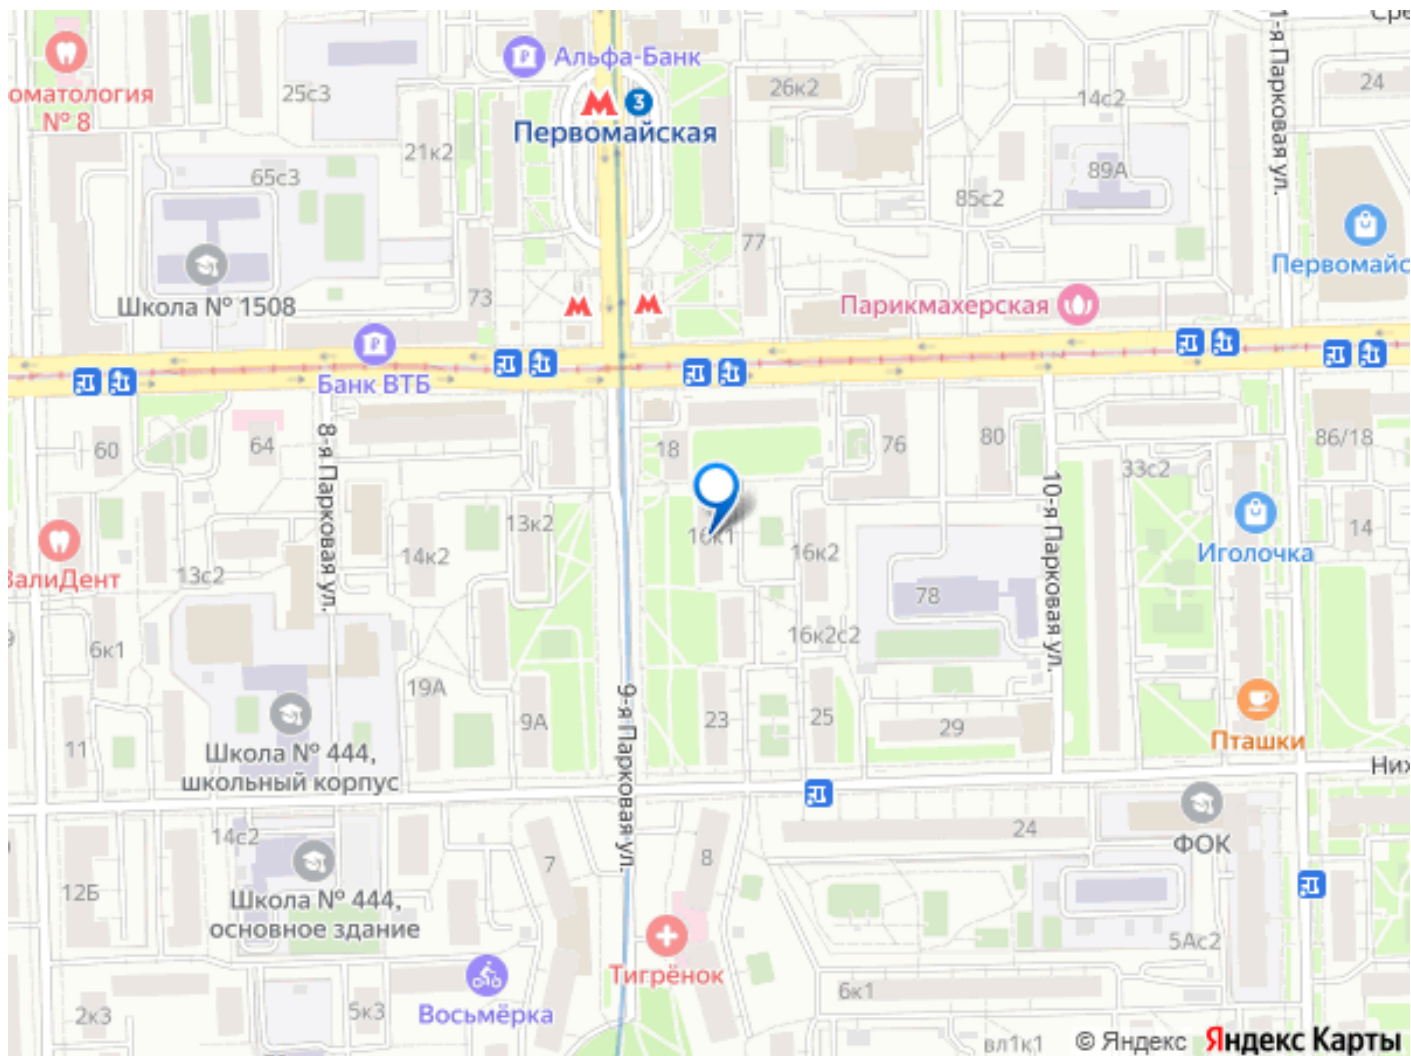 Сре
Альфа-Банк
24
26к2
оматология
№ 8
25с3
14с2
3
Первомайская
21к2
1-я Парковая ул.
65с3
89А
85с2
77
Первомайс
Школа № 1508
73
Парикмахерская
Банк ВТБ
60
64
8-я Парковая ул.
18
76
80
86/18
33с2
10-я Парковая ул.
13к2
16к1
14
14к2
16к2
Иголочка
ВалиДент
13с2
78
6к1
16к2с2
19А
9А
9-я Парковая ул.
23
25
29
11
Школа № 444,
школьный корпус
Пташки
Ниж
14с2
7
8
24
ФОК
12Б
Школа № 444,
основное здание
5Ас2
Тигрёнок
6к1
2к3
5к3
Восьмёрка
вл1к1
© Яндекс Яндекс Карты